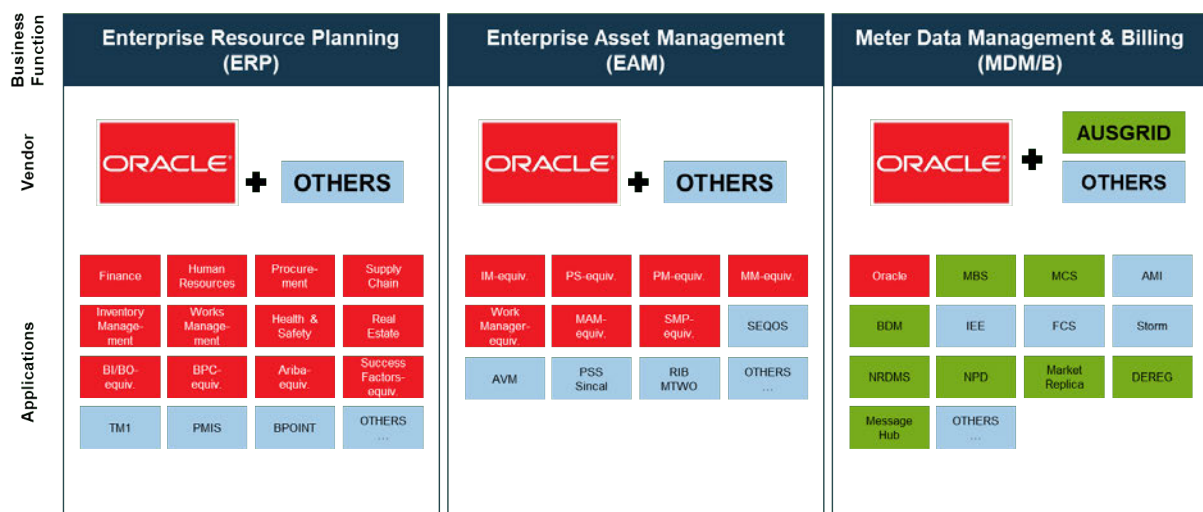 Business
Function
Enterprise Resource Planning
(ERP)
Enterprise Asset Management
(EAM)
Meter Data Management & Billing
(MDM/B)
Vendor
ORACLE®
+
OTHERS
ORACLE®
+
OTHERS
ORACLE®
+
AUSGRID
OTHERS
Applications
Finance
Human
Resources
Procure-
ment
Supply
Chain
Inventory
Manage-
ment
Works
Manage-
ment
Health &
Safety
Real
Estate
BI/BO-
equiv.
BPC-
equiv.
Ariba-
equiv.
Success
Factors-
equiv.
TM1
PMIS
BPOINT
OTHERS
...
IM-equiv.
PS-equiv.
PM-equiv.
MM-equiv.
Work
Manager-
equiv.
MAM-
equiv.
SMP-
equiv.
SEQOS
AVM
PSS
Sincal
RIB
MTWO
OTHERS
...
Oracle
MBS
MCS
AMI
BDM
IEE
FCS
Storm
NRDMS
NPD
Market
Replica
DEREG
Message
Hub
OTHERS
...